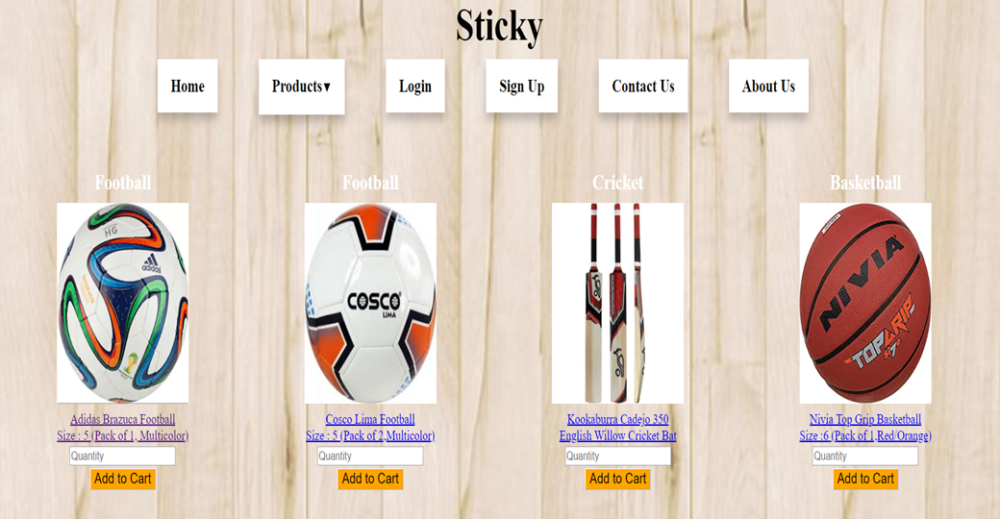 Sticky
Home
Products▾
Login
Sign Up
Contact Us
About Us
Football
Football
Cricket
Basketball
HG
adidas
COSCO
LIMA
NIVIA
TOPGRIP
7
Adidas Brazuca Football
Size : 5 (Pack of 1, Multicolor)
Quantity
Add to Cart
Cosco Lima Football
Size : 5 (Pack of 2,Multicolor)
Quantity
Add to Cart
Kookaburra Cadejo 350
English Willow Cricket Bat
Quantity
Add to Cart
Nivia Top Grip Basketball
Size :6 (Pack of 1,Red/Orange)
Quantity
Add to Cart